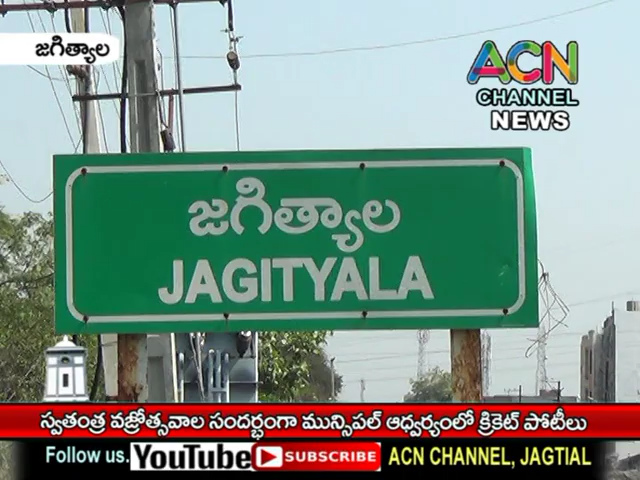 జగిత్యాల
ACN
CHANNEL
NEWS
జగిత్యాల
JAGITYALA
స్వతంత్ర వజ్రోత్సవాల సందర్భంగా మున్సిపల్ ఆధ్వర్యంలో క్రికెట్ పోటీలు
Follow us. YouTube SUBSCRIBE ACN CHANNEL, JAGTIAL